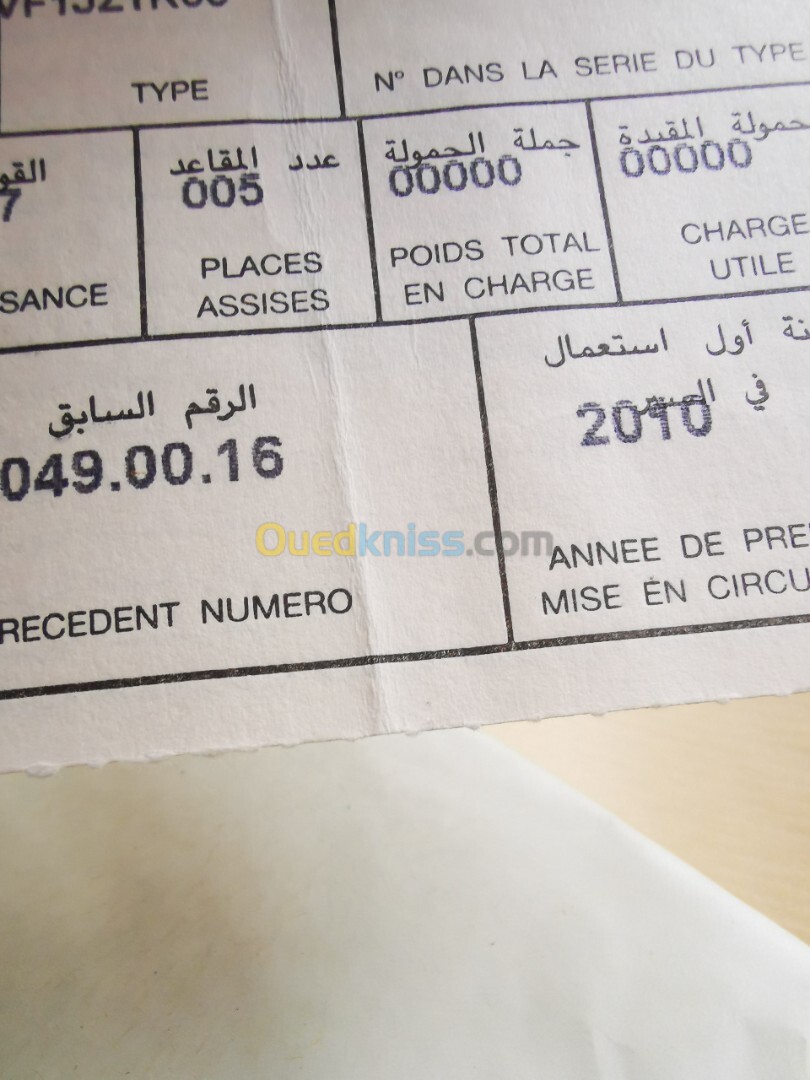 TYPE
N° DANS LA SERIE DU TYPE
عدد المقاعد
005
PLACES
ASSISES
جملة الحمولة
00000
POIDS TOTAL
EN CHARGE
00000
CHARGE
UTILE
7
SANCE
الرقم السابق
049.00.16
RECEDENT NUMERO
أول استعمال
في السير
2010
ANNEE DE PRE
MISE EN CIRCU
Ouedkniss.com